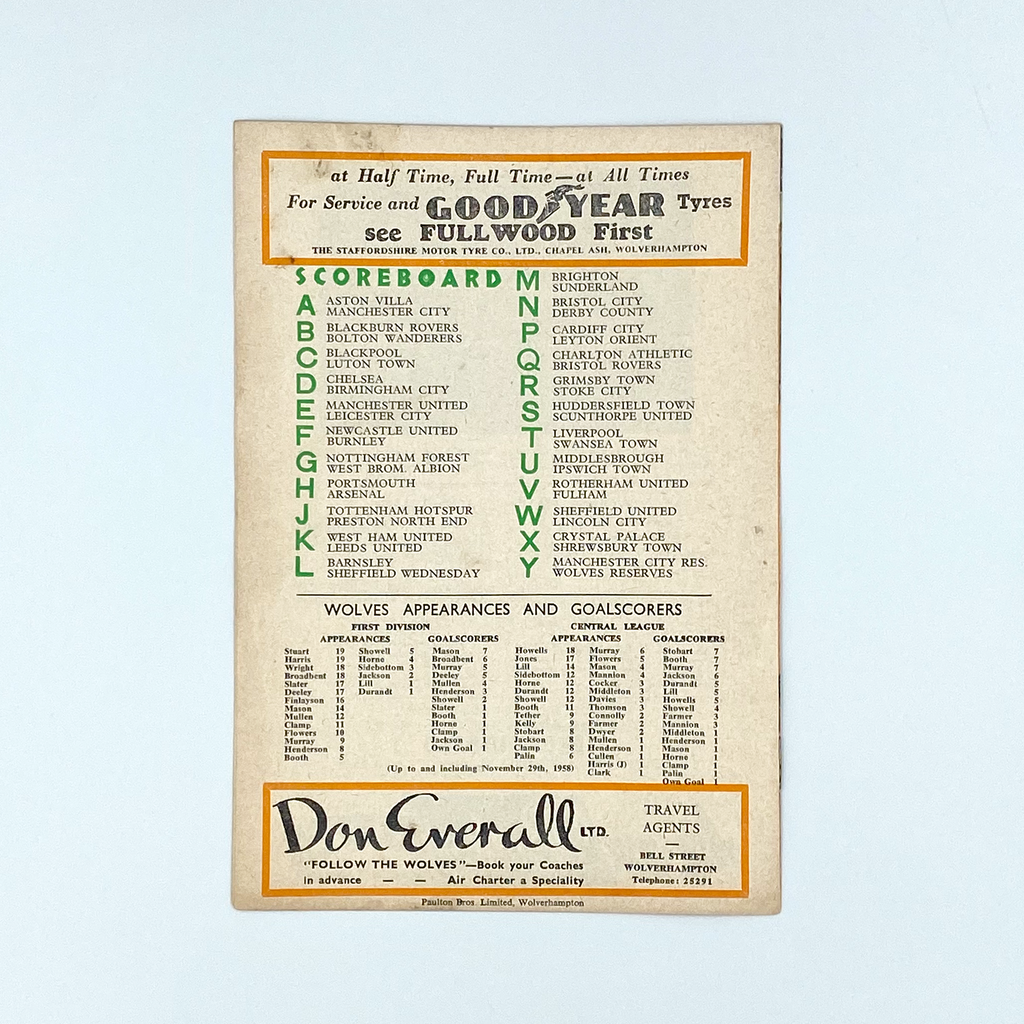 at Half Time, Full Time—at All Times
For Service and GOODYEAR Tyres
see FULLWOOD First
THE STAFFORDSHIRE MOTOR TYRE CO., LTD., CHAPEL ASH, WOLVERHAMPTON
SCOREBOARD
A ASTON VILLA
MANCHESTER CITY
B BLACKBURN ROVERS
BOLTON WANDERERS
C BLACKPOOL
LUTON TOWN
D CHELSEA
BIRMINGHAM CITY
E MANCHESTER UNITED
LEICESTER CITY
F NEWCASTLE UNITED
BURNLEY
G NOTTINGHAM FOREST
WEST BROM. ALBION
H PORTSMOUTH
ARSENAL
J TOTTENHAM HOTSPUR
PRESTON NORTH END
K WEST HAM UNITED
LEEDS UNITED
L BARNSLEY
SHEFFIELD WEDNESDAY
M BRIGHTON
SUNDERLAND
N BRISTOL CITY
DERBY COUNTY
P CARDIFF CITY
LEYTON ORIENT
Q CHARLTON ATHLETIC
BRISTOL ROVERS
R GRIMSBY TOWN
STOKE CITY
S HUDDERSFIELD TOWN
SCUNTHORPE UNITED
T LIVERPOOL
SWANSEA TOWN
U MIDDLESBROUGH
IPSWICH TOWN
V ROTHERHAM UNITED
FULHAM
W SHEFFIELD UNITED
LINCOLN CITY
X CRYSTAL PALACE
SHREWSBURY TOWN
Y MANCHESTER CITY RES.
WOLVES RESERVES
WOLVES APPEARANCES AND GOALSCORERS
FIRST DIVISION
APPEARANCES
Stuart 19
Harris 19
Wright 18
Broadbent 18
Slater 17
Deeley 17
Finlayson 16
Mason 14
Mullen 12
Clamp 11
Flowers 10
Murray 9
Henderson 8
Booth 5
Showell 5
Horne 4
Sidebottom 3
Jackson 2
Lill 1
Durandt 1
GOALSCORERS
Mason 7
Broadbent 6
Murray 5
Deeley 5
Mullen 4
Henderson 3
Showell 2
Slater 1
Booth 1
Horne 1
Clamp 1
Jackson 1
Own Goal 1
CENTRAL LEAGUE
APPEARANCES
Howells 18
Jones 17
Lill 14
Sidebottom 12
Horne 12
Durandt 12
Showell 12
Booth 11
Tether 9
Kelly 9
Stobart 8
Jackson 8
Clamp 8
Palin 6
Murray 6
Flowers 5
Mason 4
Mannion 4
Cocker 3
Middleton 3
Davies 3
Thomson 3
Connolly 2
Farmer 2
Dwyer 2
Mullen 1
Henderson 1
Cullen 1
Harris (J) 1
Clark 1
GOALSCORERS
Stobart 7
Booth 7
Murray 7
Jackson 6
Durandt 5
Lill 5
Howells 5
Showell 4
Farmer 3
Mannion 3
Middleton 1
Henderson 1
Mason 1
Horne 1
Clamp 1
Palin 1
Own Goal 1
(Up to and including November 29th, 1958)
Don Everall LTD.
"FOLLOW THE WOLVES"—Book your Coaches
in advance — — Air Charter a Speciality
TRAVEL
AGENTS
—
BELL STREET
WOLVERHAMPTON
Telephone: 25291
Paulton Bros. Limited, Wolverhampton